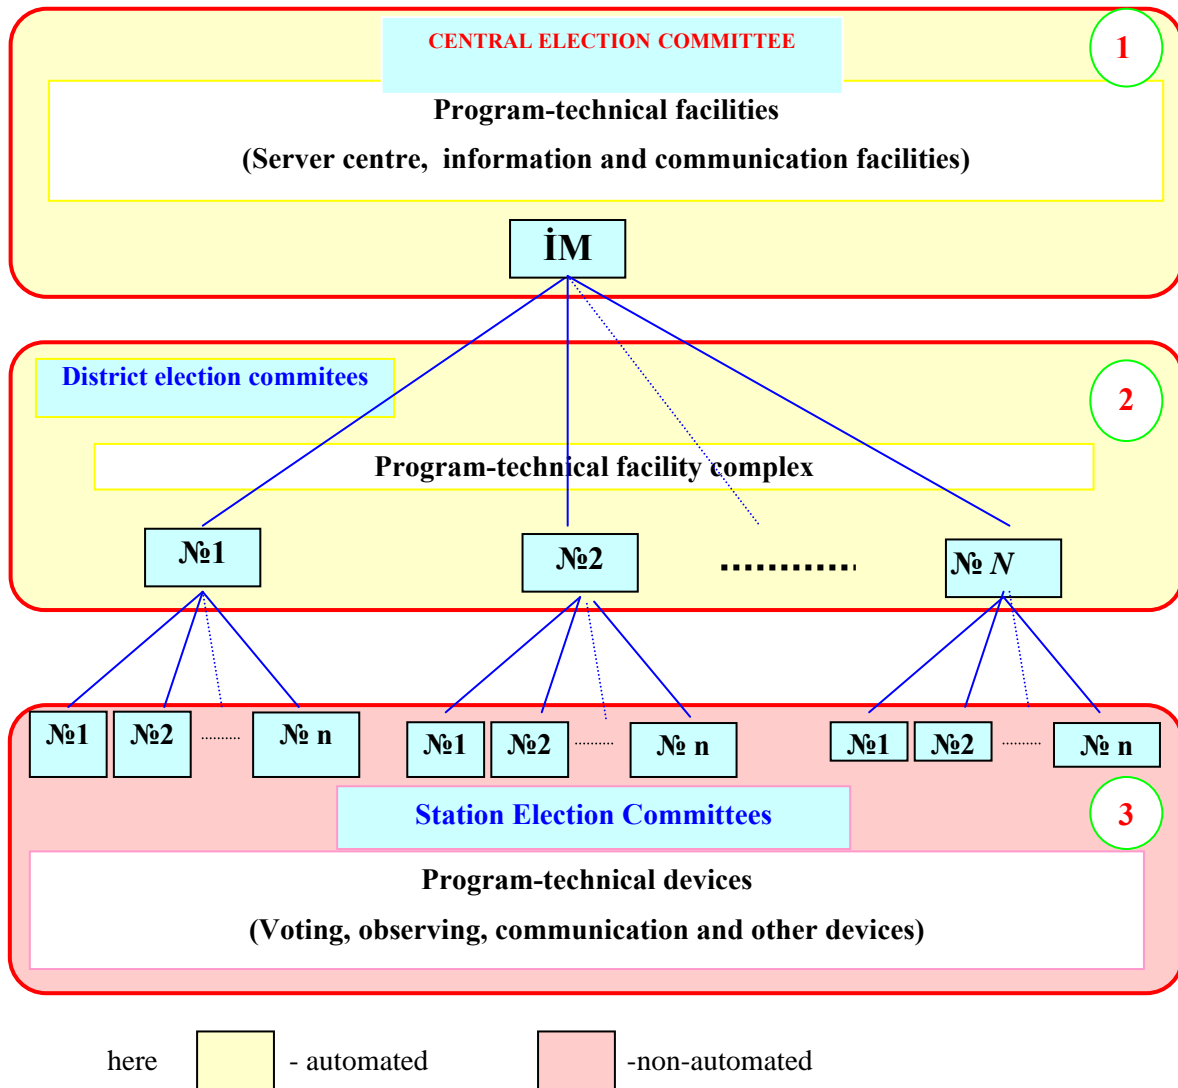 CENTRAL ELECTION COMMITTEE
1
Program-technical facilities
(Server centre, information and communication facilities)
İM
District election commitees
2
Program-technical facility complex
№1
№2
№ N
№1 №2 .......... № n
№1 №2 .......... № n
№1 №2 .......... № n
Station Election Committees
3
Program-technical devices
(Voting, observing, communication and other devices)
here - automated -non-automated